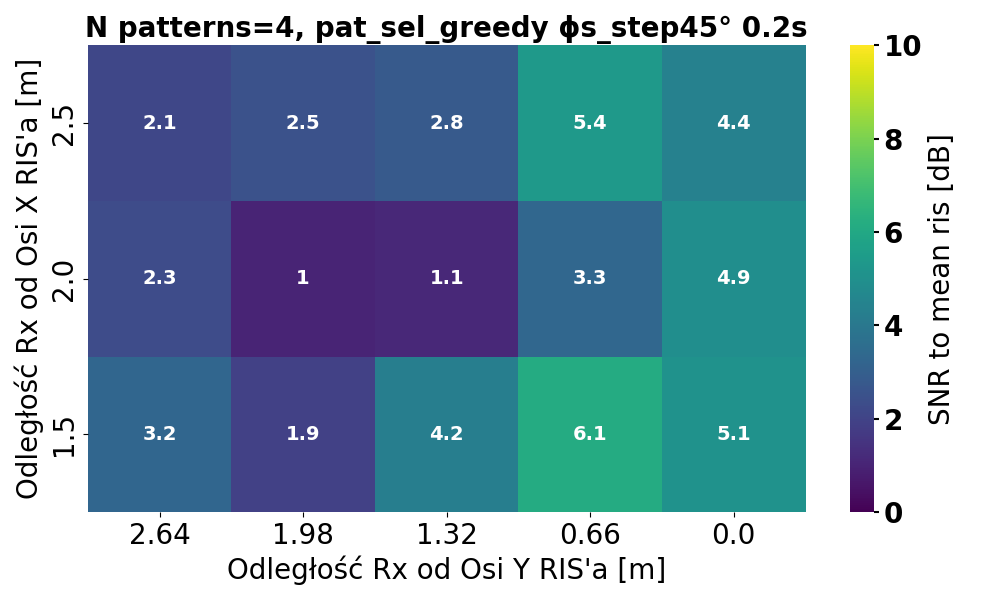 N patterns=4, pat_sel_greedy ϕs_step45° 0.2s
Odległość Rx od Osi X RIS'a [m]
2.5
2.0
1.5
2.1 2.5 2.8 5.4 4.4
2.3 1 1.1 3.3 4.9
3.2 1.9 4.2 6.1 5.1
2.64 1.98 1.32 0.66 0.0
Odległość Rx od Osi Y RIS'a [m]
10
8
6
4
2
0
SNR to mean ris [dB]